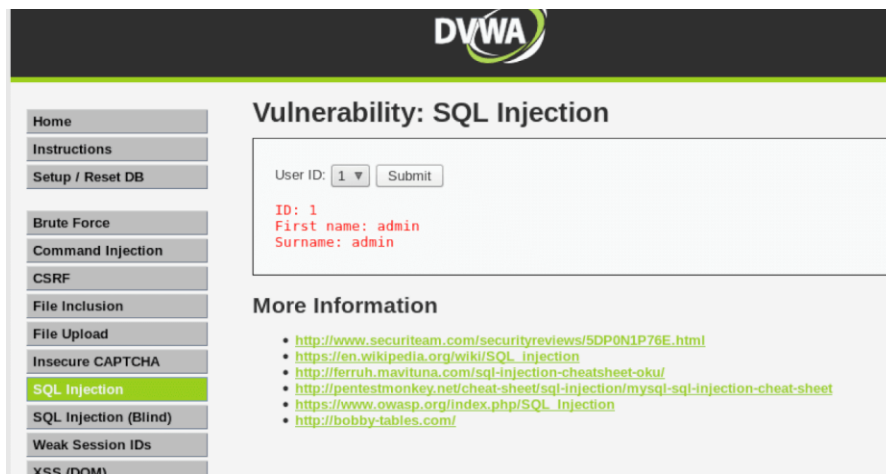 DVWA
Home
Instructions
Setup / Reset DB
Brute Force
Command Injection
CSRF
File Inclusion
File Upload
Insecure CAPTCHA
SQL Injection
SQL Injection (Blind)
Weak Session IDs
XSS (DOM)
Vulnerability: SQL Injection
User ID: 1 Submit
ID: 1
First name: admin
Surname: admin
More Information
http://www.securiteam.com/securityreviews/5DP0N1P76E.html
https://en.wikipedia.org/wiki/SQL_injection
http://ferruh.mavituna.com/sql-injection-cheatsheet-oku/
http://pentestmonkey.net/cheat-sheet/sql-injection/mysql-sql-injection-cheat-sheet
https://www.owasp.org/index.php/SQL_Injection
http://bobby-tables.com/